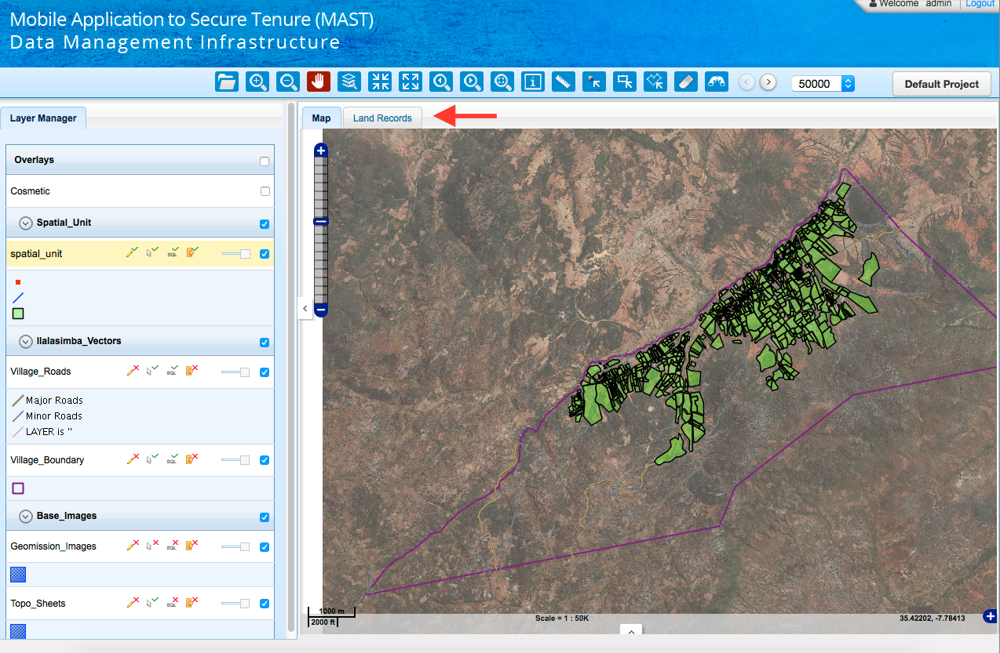 Welcome admin Logout
Mobile Application to Secure Tenure (MAST)
Data Management Infrastructure
50000
Default Project
Layer Manager
Map
Land Records
Overlays
Cosmetic
Spatial_Unit
spatial_unit
SQL
Ilalasimba_Vectors
Village_Roads
SQL
Major Roads
Minor Roads
LAYER is "
Village_Boundary
SQL
Base_Images
Geomission_Images
SQL
Topo_Sheets
SQL
1000 m
2000 ft
Scale = 1 : 50K
35.42202, -7.78413